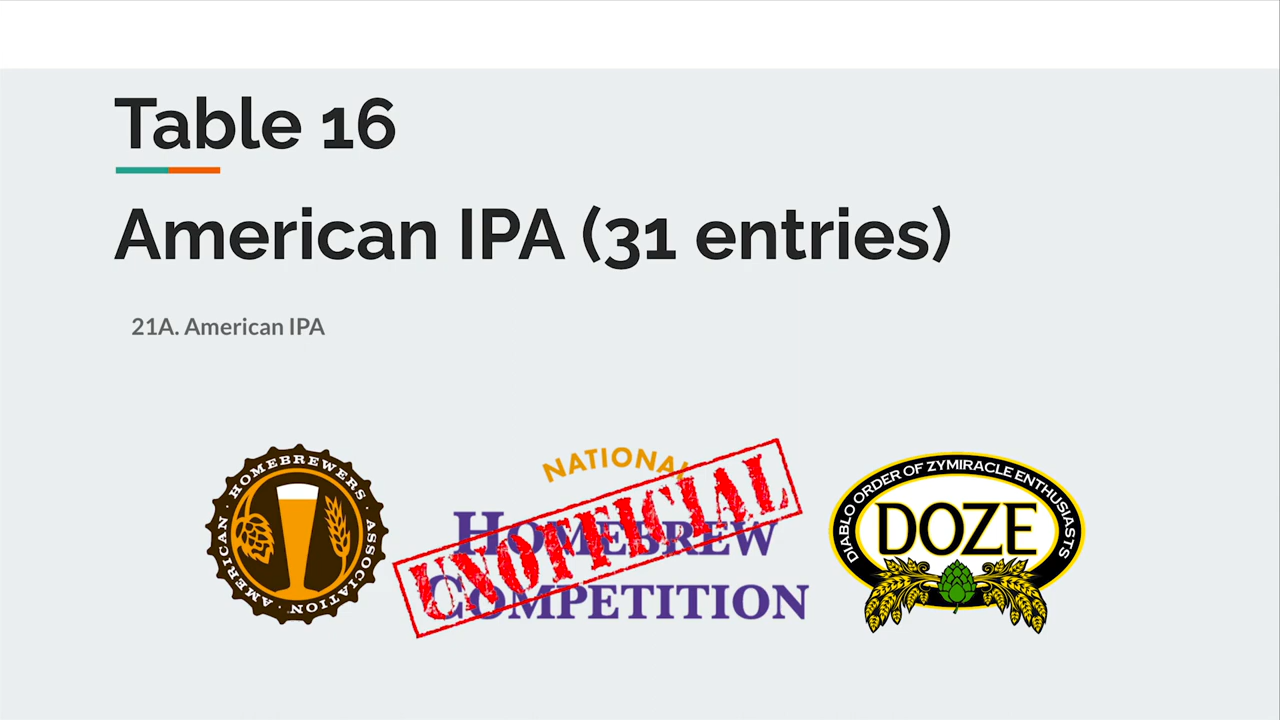 Table 16
American IPA (31 entries)
21A. American IPA
AMERICAN · HOMEBREWERS · ASSOCIATION ·
NATIONAL
HOMEBREW
COMPETITION
UNOFFICIAL
DIABLO ORDER OF ZYMIRACLE ENTHUSIASTS
DOZE